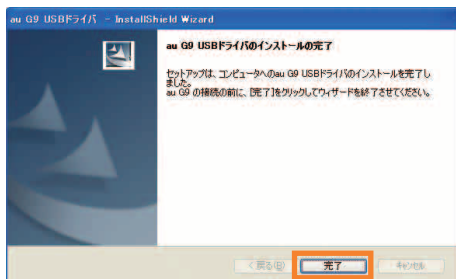 au G9 USBドライバ - InstallShield Wizard
au G9 USBドライバのインストールの完了
セットアップは、コンピュータへのau G9 USBドライバのインストールを完了し
ました。
au G9 の接続の前に、[完了]をクリックしてウィザードを終了させてください。
< 戻る(B)
完了
キャンセル